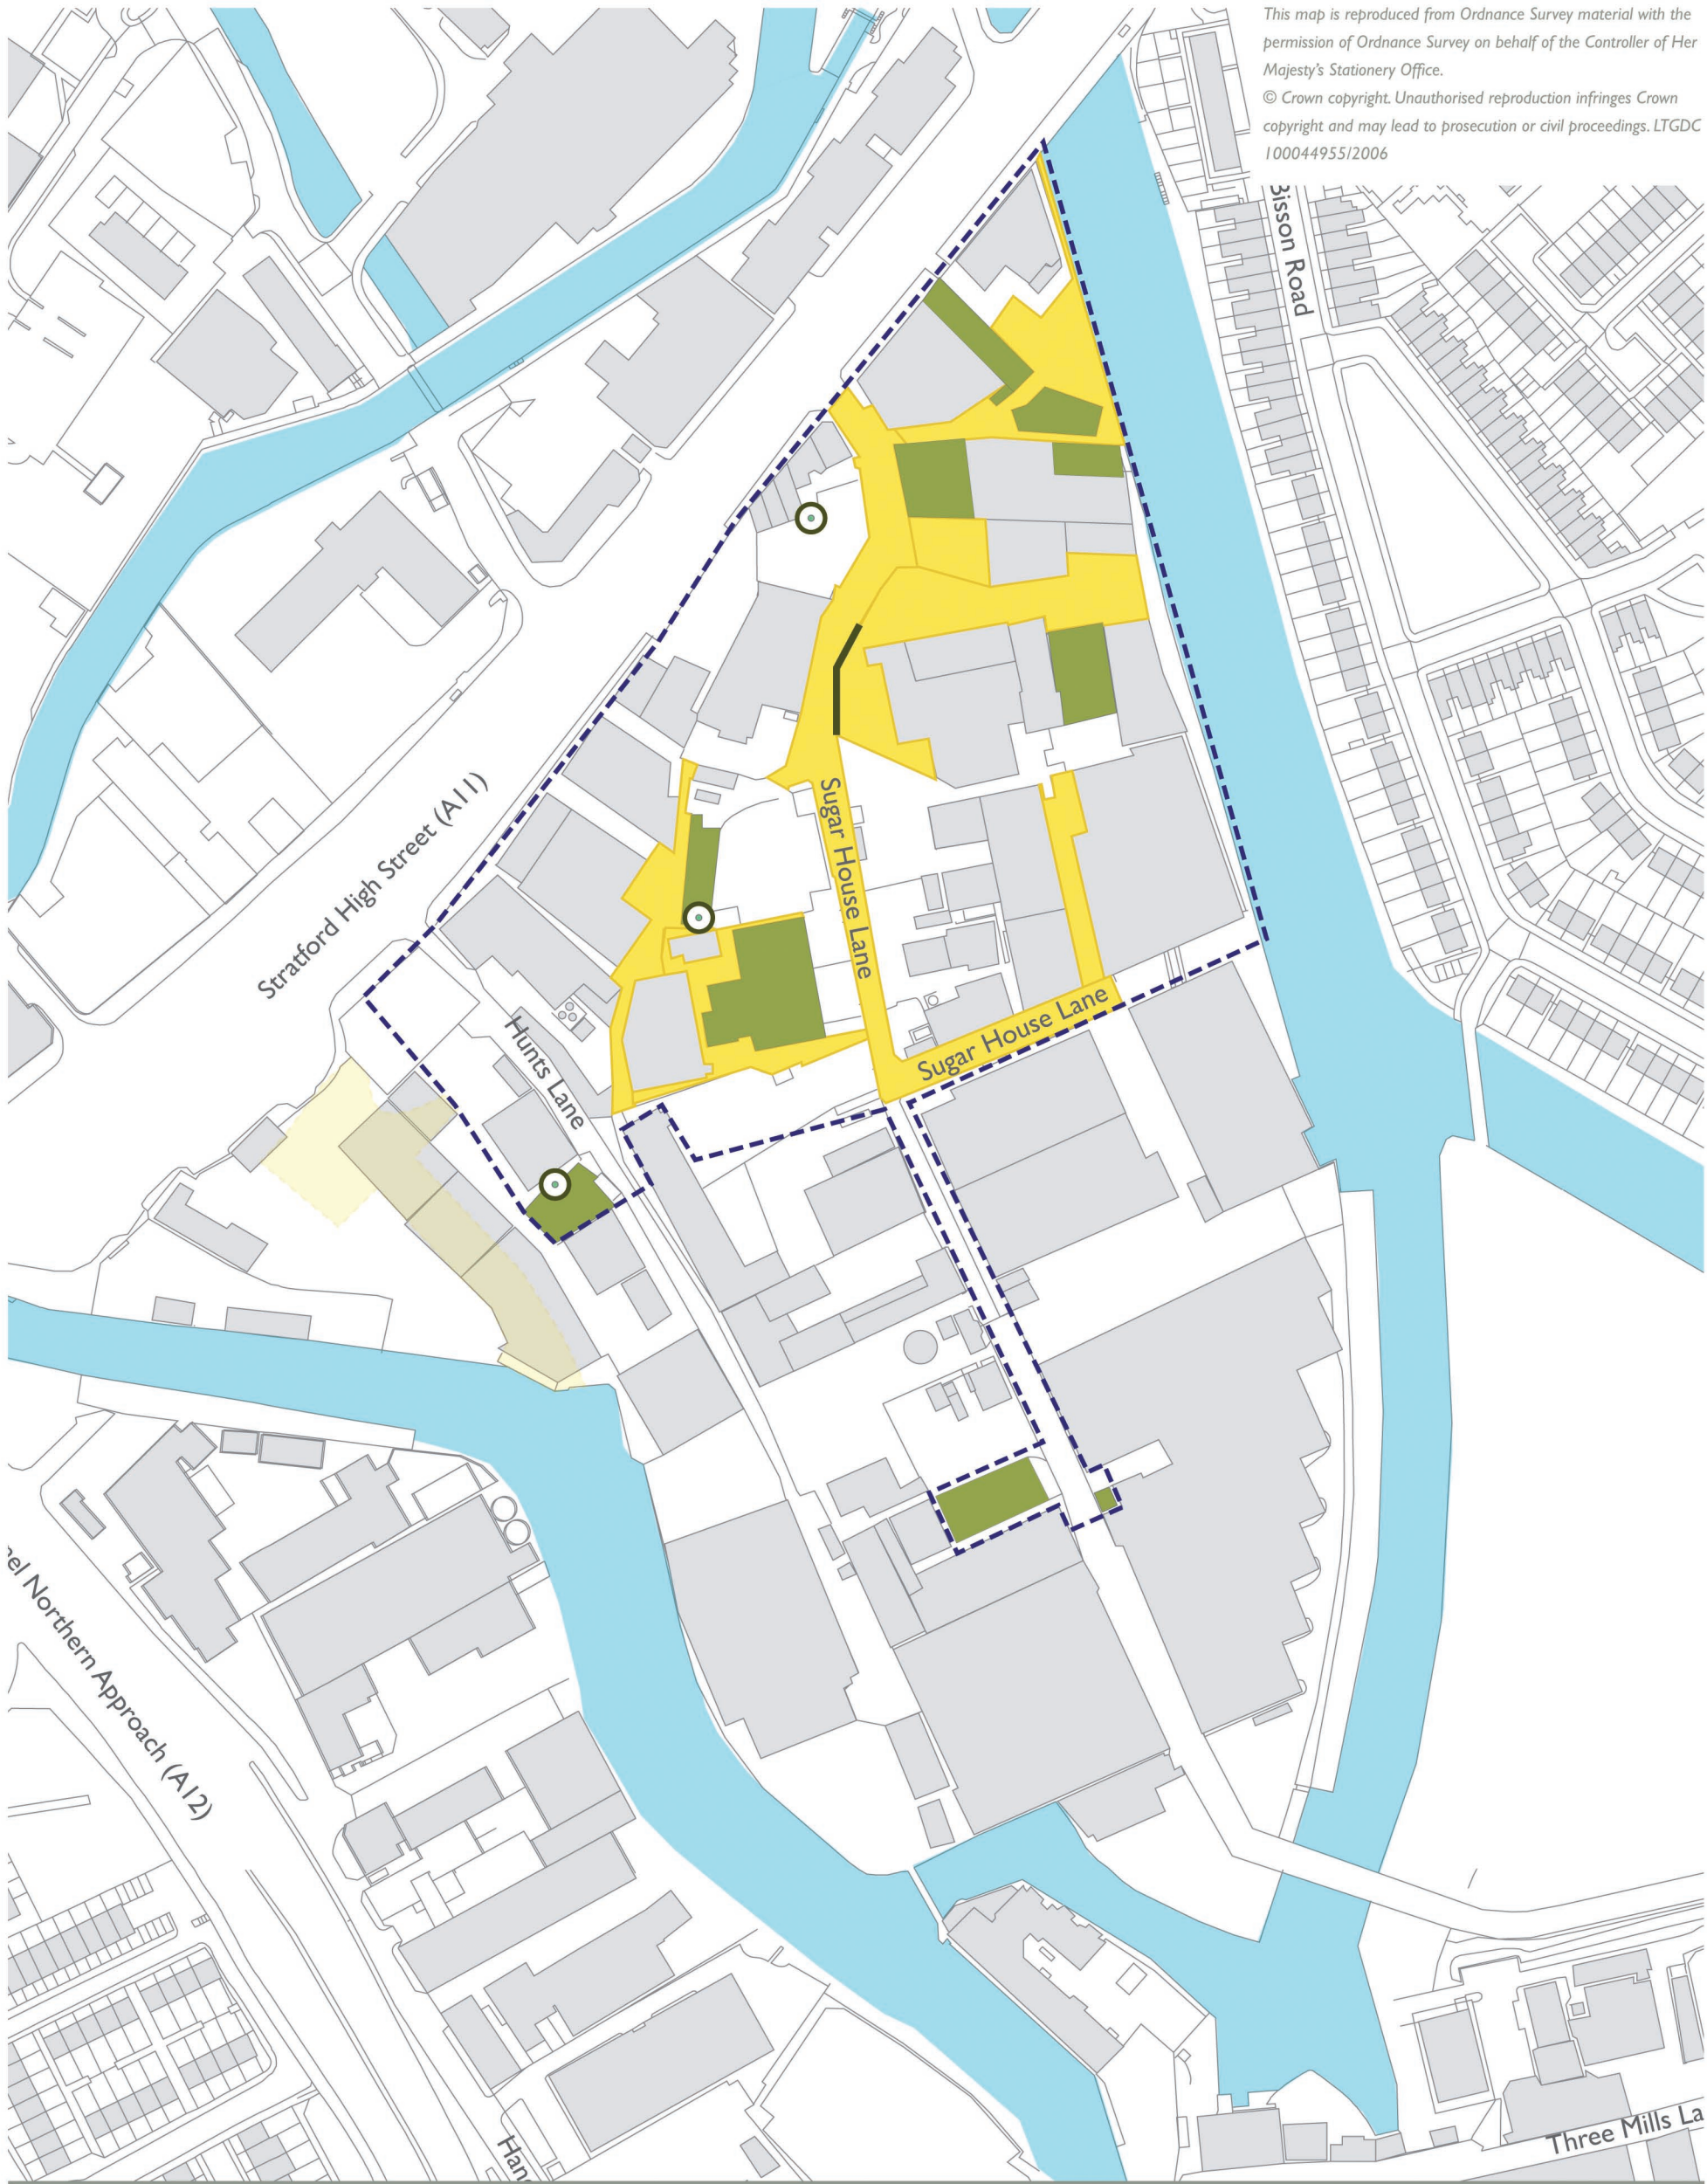 This map is reproduced from Ordnance Survey material with the
permission of Ordnance Survey on behalf of the Controller of Her
Majesty's Stationery Office.
© Crown copyright. Unauthorised reproduction infringes Crown
copyright and may lead to prosecution or civil proceedings. LTGDC
100044955/2006
Bisson Road
Stratford High Street (A11)
Sugar House Lane
Sugar House Lane
Hunts Lane
nel Northern Approach (A12)
Hanc
Three Mills La